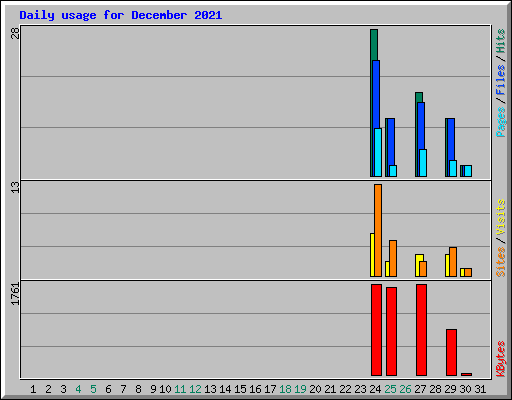 Daily usage for December 2021
28
Pages/Files/Hits
13
Sites/Visits
1761
KBytes
1 2 3 4 5 6 7 8 9 10 11 12 13 14 15 16 17 18 19 20 21 22 23 24 25 26 27 28 29 30 31